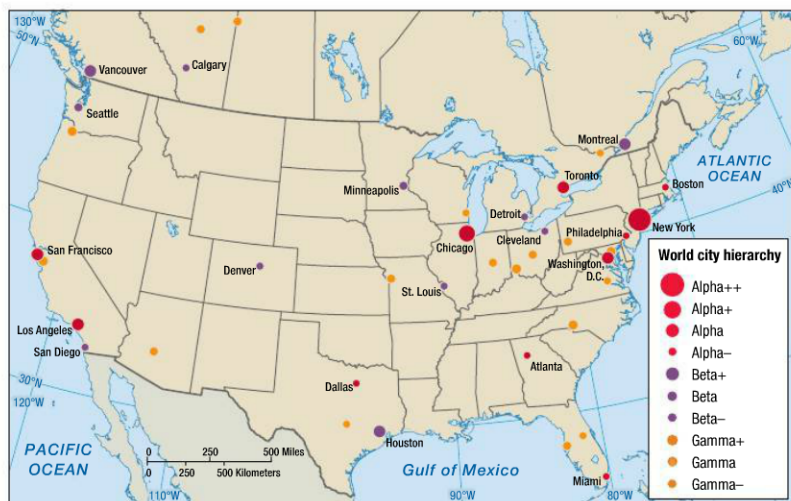 130°W
50°N
60°W
Vancouver
Calgary
Seattle
Montreal
ATLANTIC
OCEAN
Minneapolis
Toronto
Boston
40°N
Detroit
New York
Philadelphia
Chicago
Cleveland
San Francisco
Washington,
D.C.
Denver
St. Louis
Los Angeles
San Diego
Atlanta
30°N
Dallas
120°W
Houston
PACIFIC
OCEAN
0 250 500 Miles
0 250 500 Kilometers
Gulf of Mexico
Miami
110°W
90°W
80°W
World city hierarchy
Alpha++
Alpha+
Alpha
Alpha–
Beta+
Beta
Beta–
Gamma+
Gamma
Gamma–